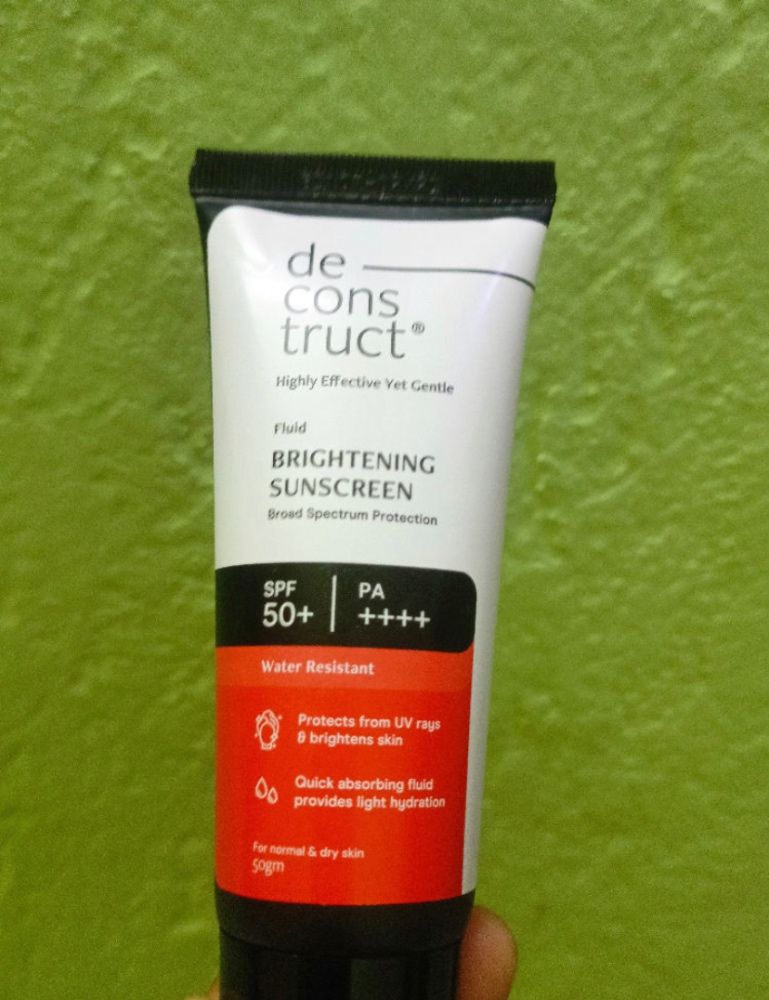 de
cons
truct®
Highly Effective Yet Gentle
Fluid
BRIGHTENING
SUNSCREEN
Broad Spectrum Protection
SPF
50+
PA
++++
Water Resistant
Protects from UV rays
& brightens skin
Quick absorbing fluid
provides light hydration
For normal & dry skin
50gm